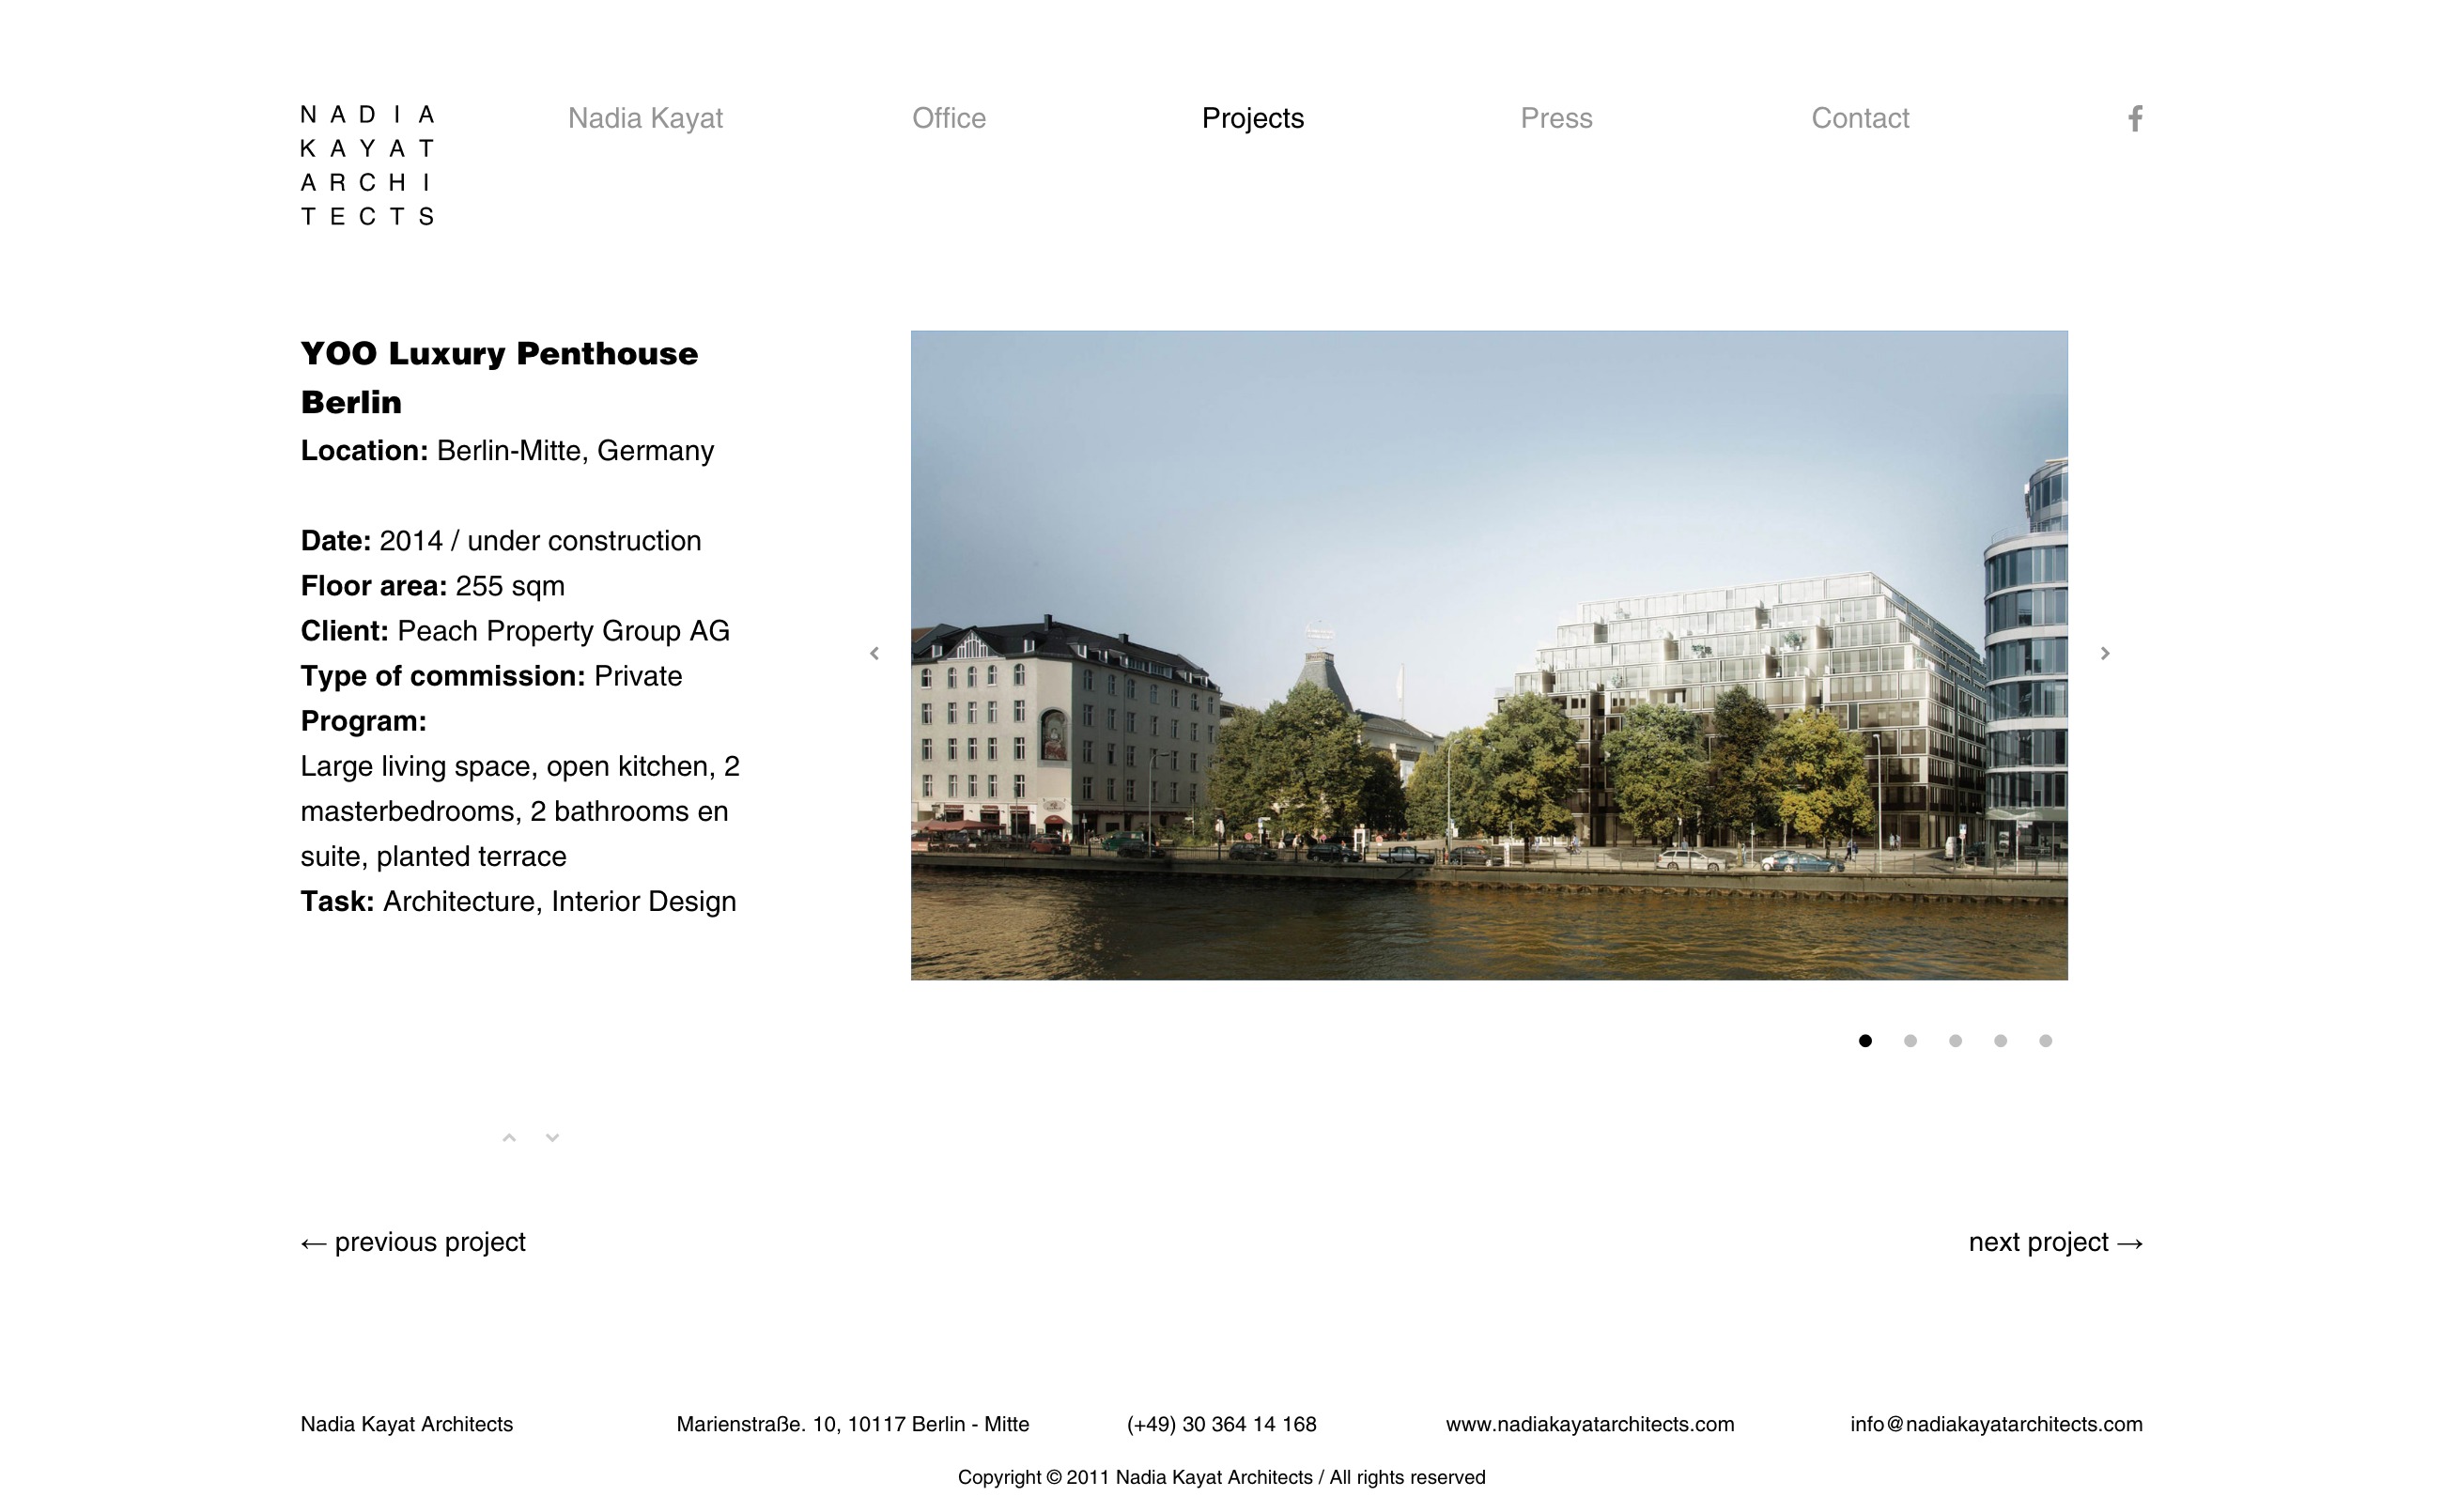 N A D I A
K A Y A T
A R C H I
T E C T S
Nadia Kayat
Office
Projects
Press
Contact
YOO Luxury Penthouse
Berlin
Location: Berlin-Mitte, Germany
Date: 2014 / under construction
Floor area: 255 sqm
Client: Peach Property Group AG
Type of commission: Private
Program:
Large living space, open kitchen, 2
masterbedrooms, 2 bathrooms en
suite, planted terrace
Task: Architecture, Interior Design
← previous project
next project →
Nadia Kayat Architects
Marienstraße. 10, 10117 Berlin - Mitte
(+49) 30 364 14 168
www.nadiakayatarchitects.com
info@nadiakayatarchitects.com
Copyright © 2011 Nadia Kayat Architects / All rights reserved